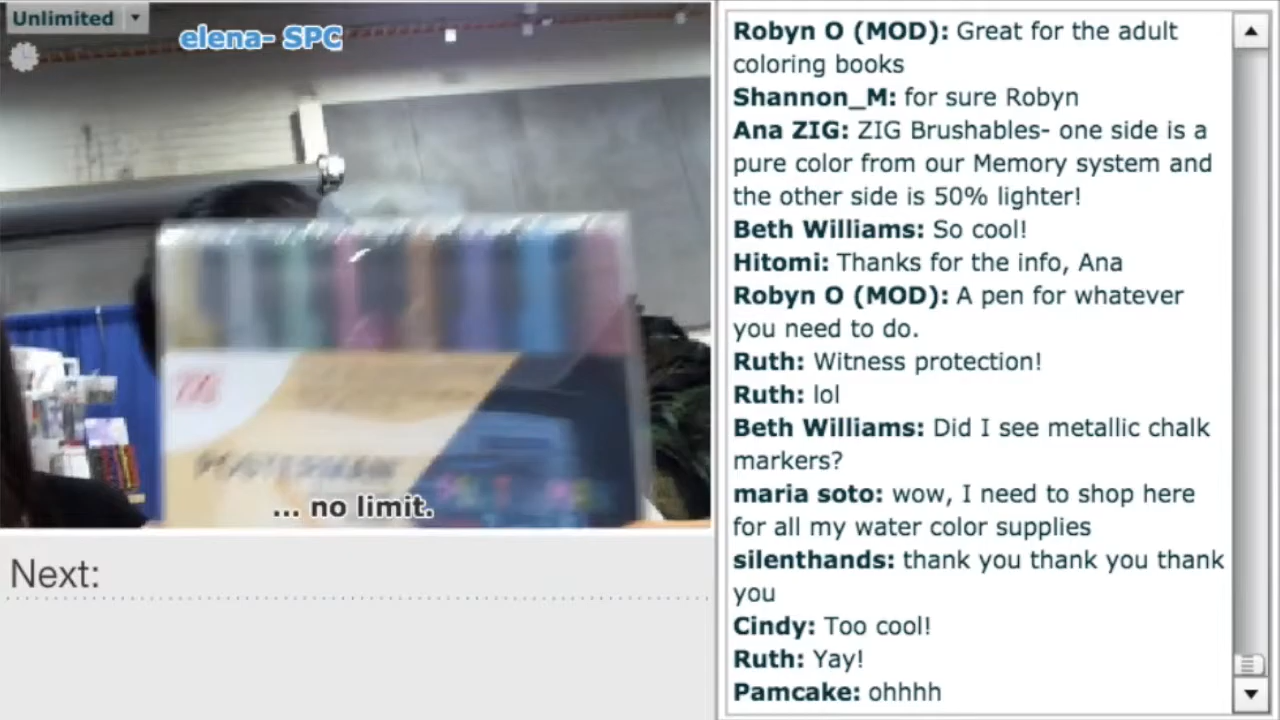 Unlimited
elena- SPC
POSTERMAN
... no limit.
Next:
Robyn O (MOD): Great for the adult
coloring books
Shannon_M: for sure Robyn
Ana ZIG: ZIG Brushables- one side is a
pure color from our Memory system and
the other side is 50% lighter!
Beth Williams: So cool!
Hitomi: Thanks for the info, Ana
Robyn O (MOD): A pen for whatever
you need to do.
Ruth: Witness protection!
Ruth: lol
Beth Williams: Did I see metallic chalk
markers?
maria soto: wow, I need to shop here
for all my water color supplies
silenthands: thank you thank you thank
you
Cindy: Too cool!
Ruth: Yay!
Pamcake: ohhhh